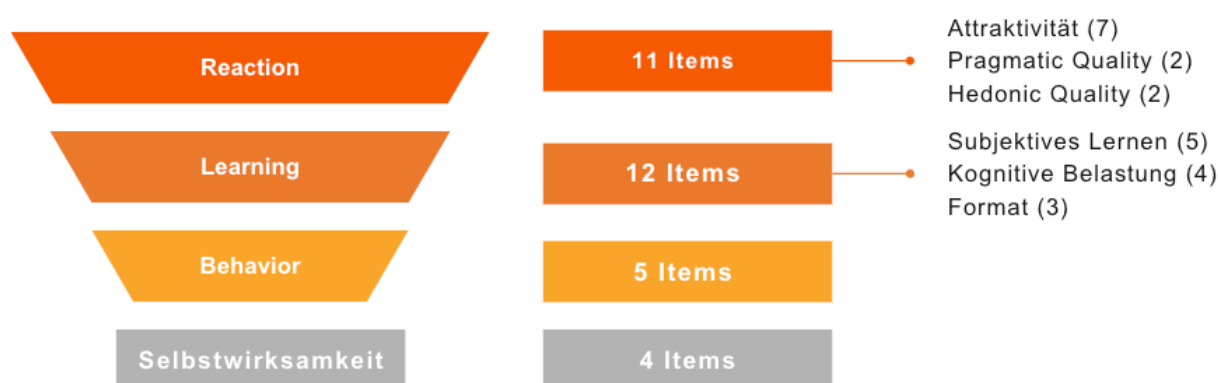 Reaction
11 Items
Attraktivität (7)
Pragmatic Quality (2)
Hedonic Quality (2)
Learning
12 Items
Subjektives Lernen (5)
Kognitive Belastung (4)
Format (3)
Behavior
5 Items
Selbstwirksamkeit
4 Items